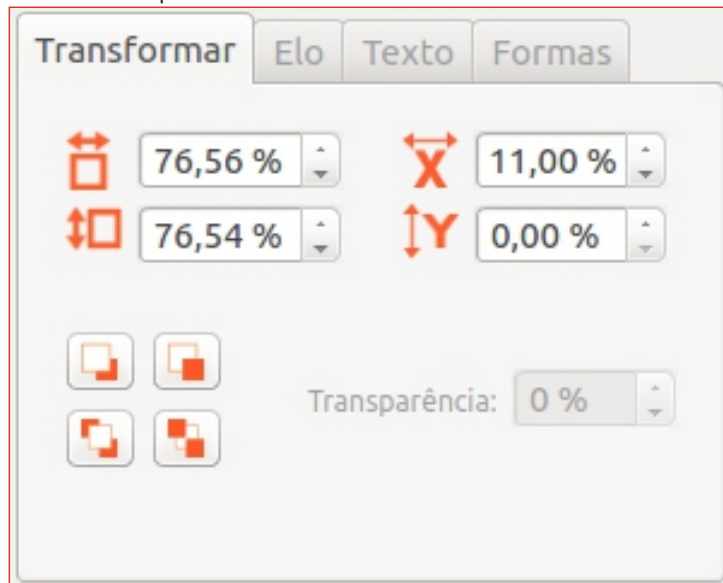 Transformar Elo Texto Formas
76,56 % X 11,00 %
76,54 % Y 0,00 %
Transparência: 0 %